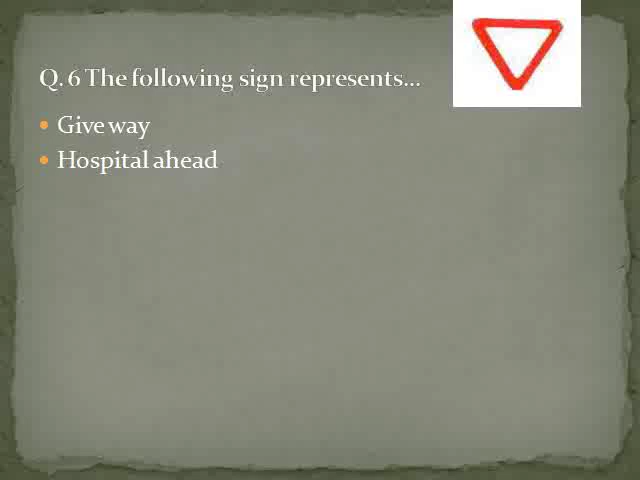 Q. 6 The following sign represents...
Give way
Hospital ahead